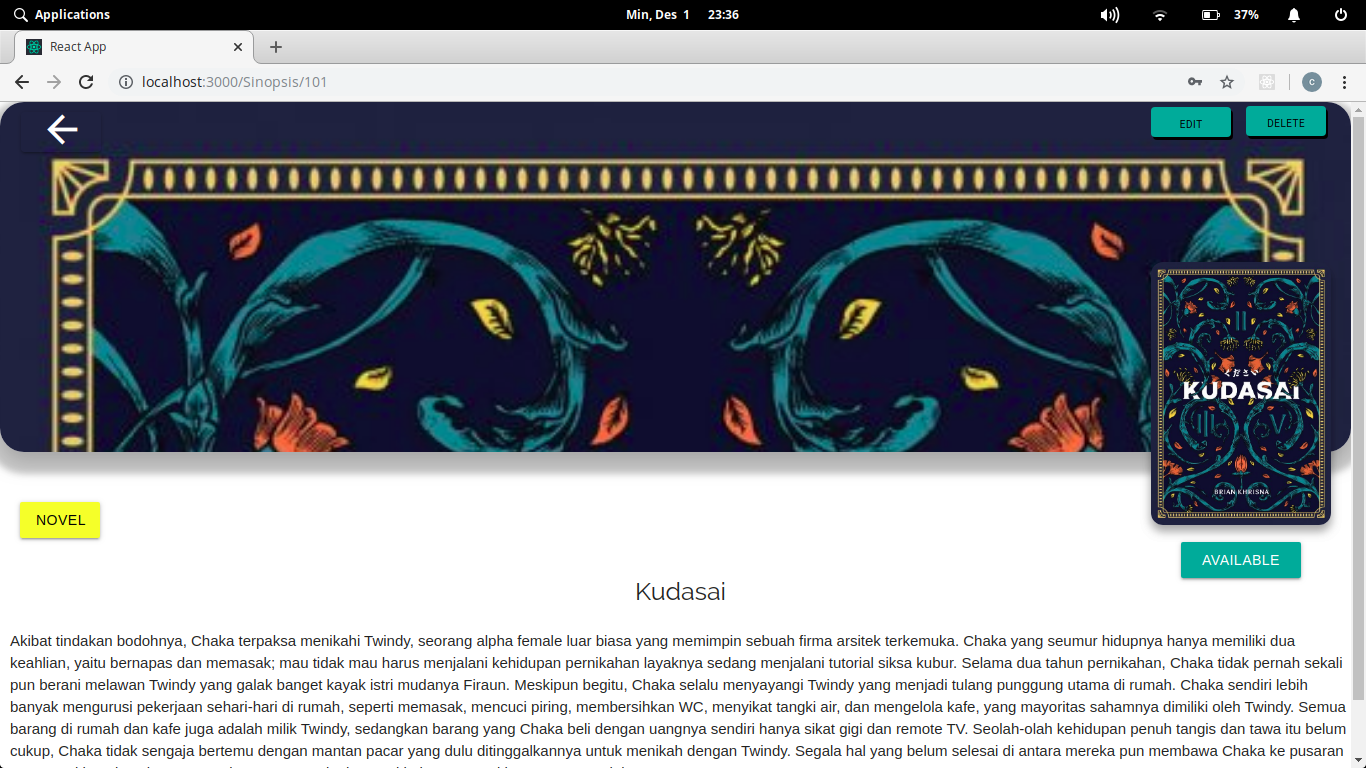 Applications
Min, Des 1 23:36
37%
React App
localhost:3000/Sinopsis/101
c
EDIT
DELETE
ください
KUDASAI
BRIAN KHRISNA
NOVEL
AVAILABLE
Kudasai
Akibat tindakan bodohnya, Chaka terpaksa menikahi Twindy, seorang alpha female luar biasa yang memimpin sebuah firma arsitek terkemuka. Chaka yang seumur hidupnya hanya memiliki dua
keahlian, yaitu bernapas dan memasak; mau tidak mau harus menjalani kehidupan pernikahan layaknya sedang menjalani tutorial siksa kubur. Selama dua tahun pernikahan, Chaka tidak pernah sekali
pun berani melawan Twindy yang galak banget kayak istri mudanya Firaun. Meskipun begitu, Chaka selalu menyayangi Twindy yang menjadi tulang punggung utama di rumah. Chaka sendiri lebih
banyak mengurusi pekerjaan sehari-hari di rumah, seperti memasak, mencuci piring, membersihkan WC, menyikat tangki air, dan mengelola kafe, yang mayoritas sahamnya dimiliki oleh Twindy. Semua
barang di rumah dan kafe juga adalah milik Twindy, sedangkan barang yang Chaka beli dengan uangnya sendiri hanya sikat gigi dan remote TV. Seolah-olah kehidupan penuh tangis dan tawa itu belum
cukup, Chaka tidak sengaja bertemu dengan mantan pacar yang dulu ditinggalkannya untuk menikah dengan Twindy. Segala hal yang belum selesai di antara mereka pun membawa Chaka ke pusaran